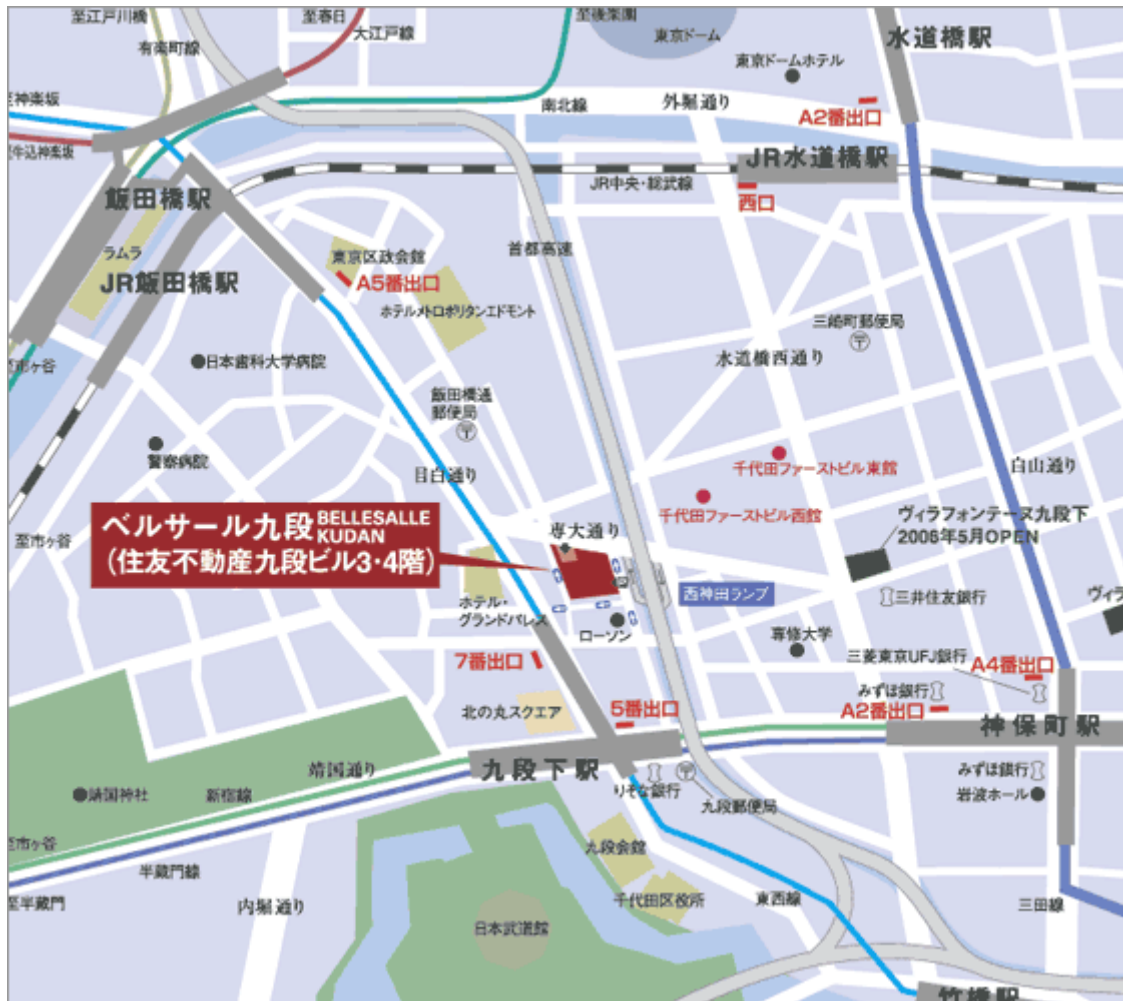 至江戸川橋
至春日
至後楽園
有楽町線
大江戸線
東京ドーム
水道橋駅
東京ドームホテル
至神楽坂
南北線
外堀通り
A2番出口
至牛込神楽坂
JR水道橋駅
JR中央・総武線
飯田橋駅
西口
ラムラ
東京区政会館
首都高速
JR飯田橋駅
A5番出口
ホテルメトロポリタンエドモント
三崎町郵便局
至市ヶ谷
日本歯科大学病院
水道橋西通り
飯田橋通
郵便局
警察病院
目白通り
千代田ファーストビル東館
白山通り
千代田ファーストビル西館
ベルサール九段 BELLESALLE
KUDAN
(住友不動産九段ビル3・4階)
専大通り
ヴィラフォンテーヌ九段下
2006年5月OPEN
至市ヶ谷
西神田ランプ
三井住友銀行
ヴィラ
ホテル・
グランドパレス
ローソン
専修大学
7番出口
三菱東京UFJ銀行
A4番出口
みずほ銀行
北の丸スクエア
5番出口
A2番出口
神保町駅
靖国通り
九段下駅
みずほ銀行
りそな銀行
靖国神社
新宿線
九段郵便局
岩波ホール
至市ヶ谷
九段会館
半蔵門線
至半蔵門
内堀通り
千代田区役所
東西線
三田線
日本武道館
竹橋駅